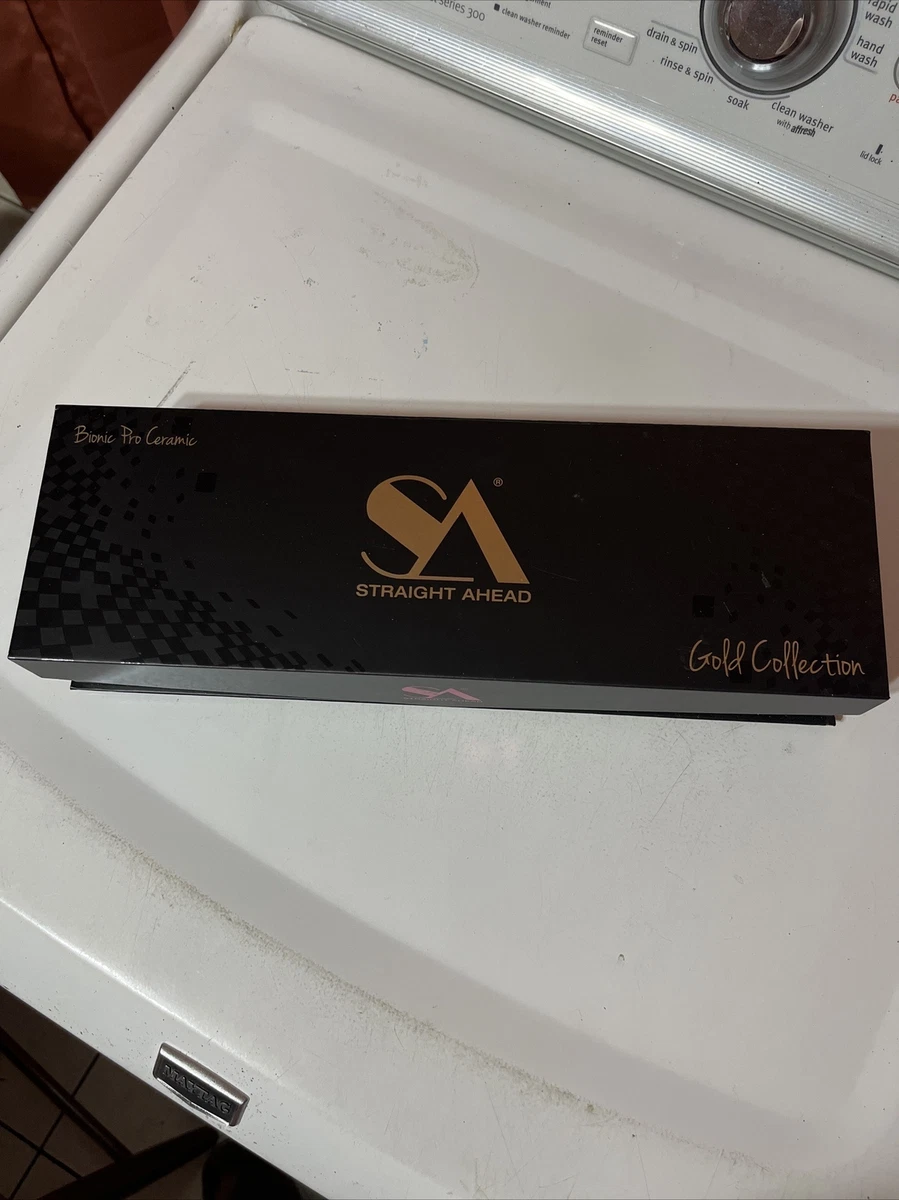 series 300
clean washer reminder
reminder
reset
drain & spin
rinse & spin
soak
clean washer
with affresh
rapid
wash
hand
wash
lid lock
Bionic Pro Ceramic
SA®
STRAIGHT AHEAD
Gold Collection
SA
MAYTAG